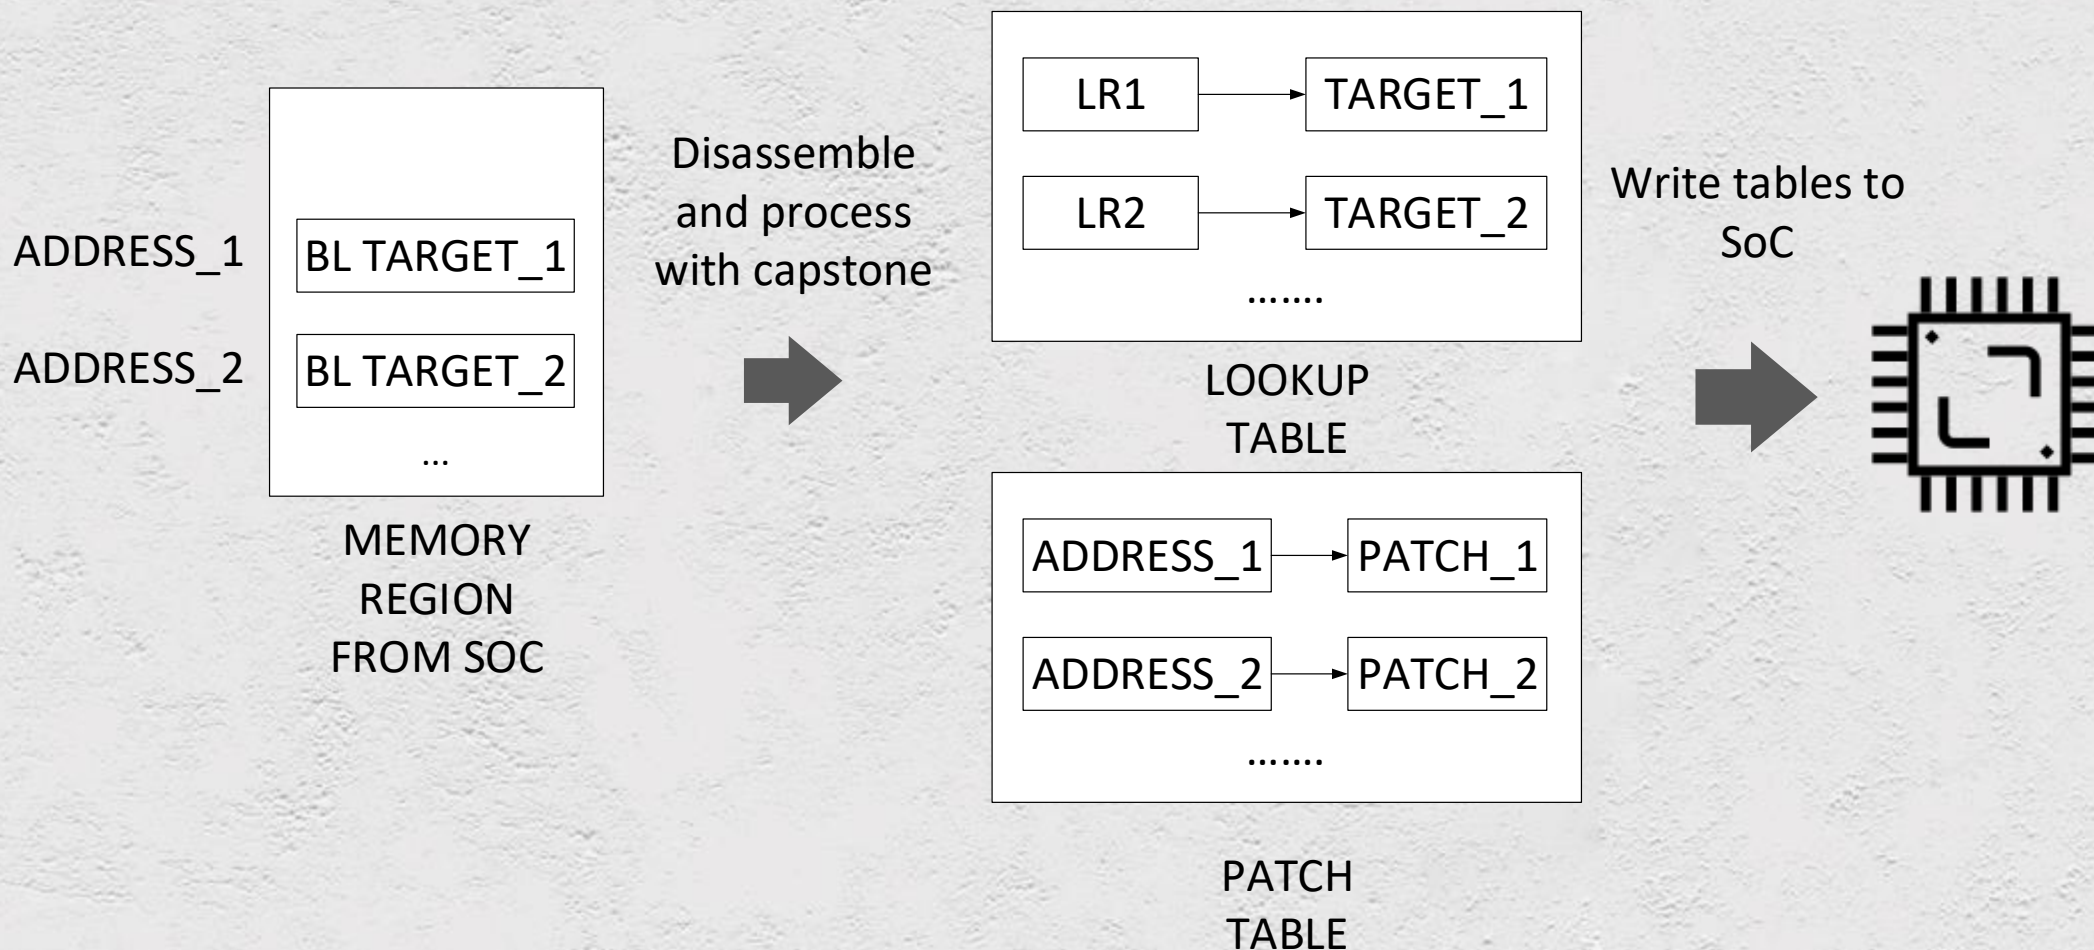 ADDRESS_1
ADDRESS_2
BL TARGET_1
BL TARGET_2
...
MEMORY
REGION
FROM SOC
Disassemble
and process
with capstone
LR1
TARGET_1
LR2
TARGET_2
.......
LOOKUP
TABLE
ADDRESS_1
PATCH_1
ADDRESS_2
PATCH_2
.......
PATCH
TABLE
Write tables to
SoC